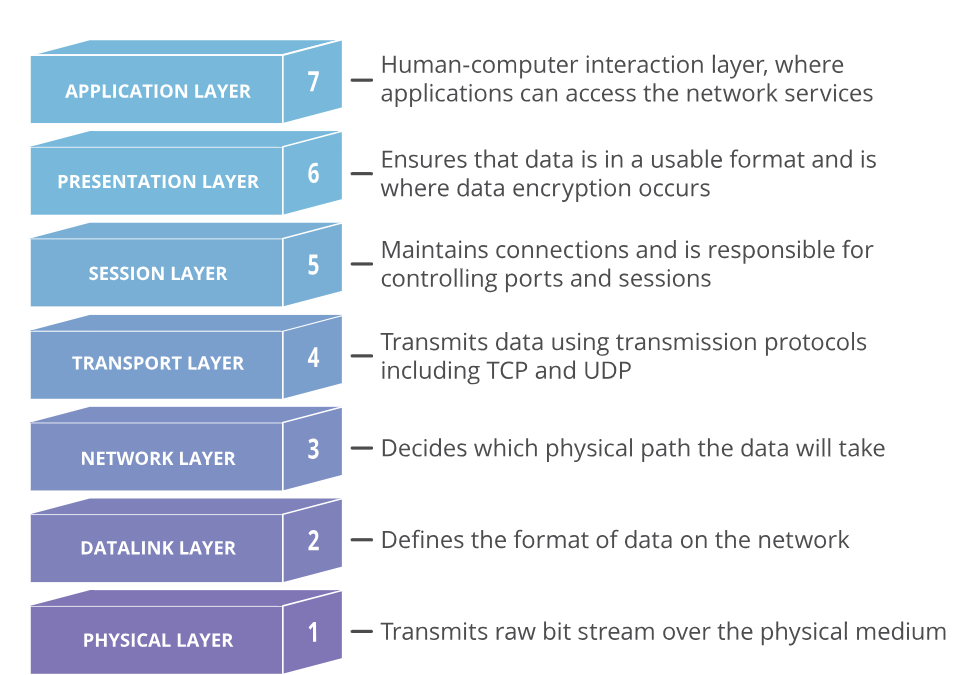 APPLICATION LAYER
7
Human-computer interaction layer, where
applications can access the network services
PRESENTATION LAYER
6
Ensures that data is in a usable format and is
where data encryption occurs
SESSION LAYER
5
Maintains connections and is responsible for
controlling ports and sessions
TRANSPORT LAYER
4
Transmits data using transmission protocols
including TCP and UDP
NETWORK LAYER
3
Decides which physical path the data will take
DATALINK LAYER
2
Defines the format of data on the network
PHYSICAL LAYER
1
Transmits raw bit stream over the physical medium